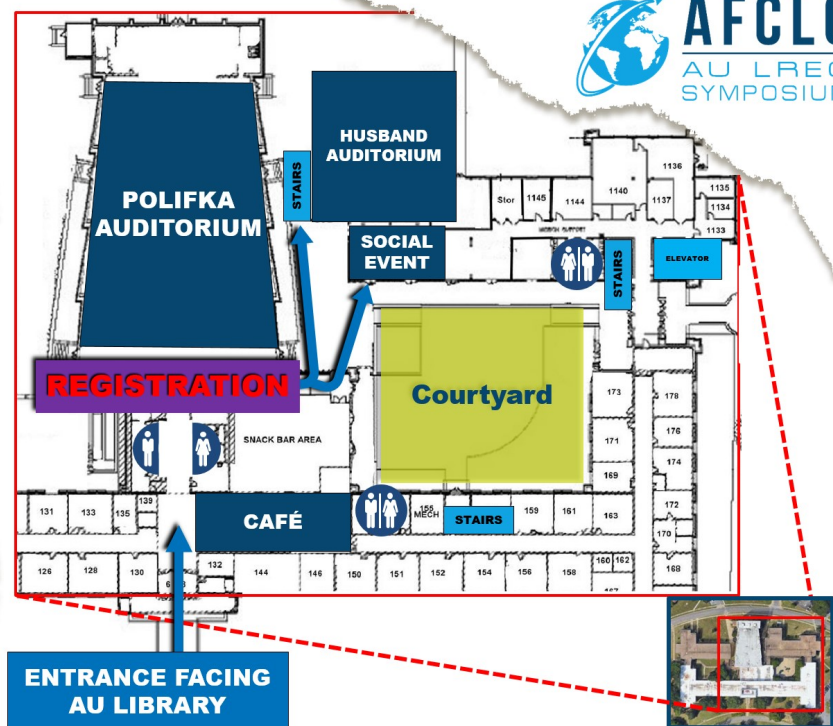 AFCLC
AU LREC
SYMPOSIUM
HUSBAND
AUDITORIUM
POLIFKA
AUDITORIUM
STAIRS
SOCIAL
EVENT
Stor
1145
1144
1140
1136
1137
1135
1134
1133
STAIRS
ELEVATOR
REGISTRATION
Courtyard
SNACK BAR AREA
173
171
169
178
176
174
172
170
168
131
133
135
139
CAFÉ
155
MECH
STAIRS
159
161
163
126
128
130
132
144
146
150
151
152
154
156
158
160
162
ENTRANCE FACING
AU LIBRARY